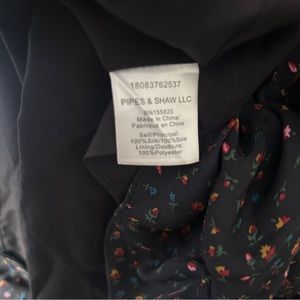 18083762537
PIPES & SHAW LLC
RN155820
Made in China/
Fabriqué en Chine
Self/Principal:
100%Silk/100%Soie
Lining/Doublure:
100%Polyester